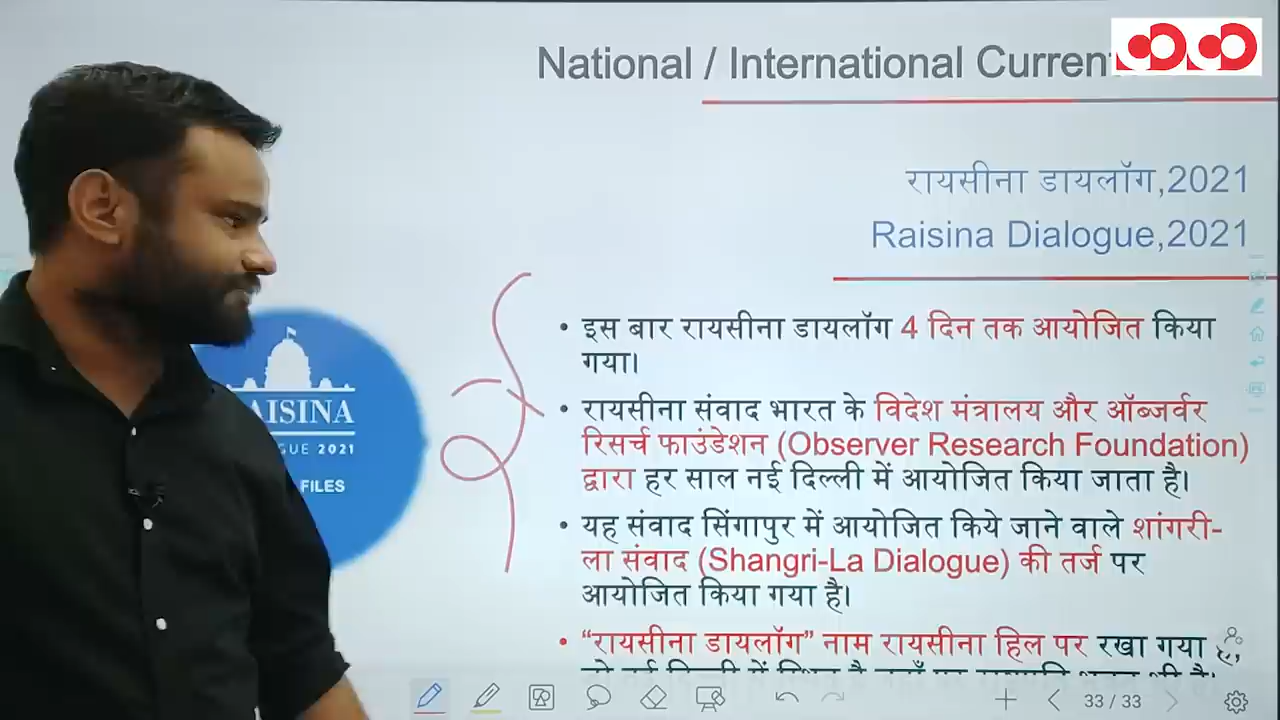 National / International Current
रायसीना डायलॉग,2021
Raisina Dialogue,2021
• इस बार रायसीना डायलॉग 4 दिन तक आयोजित किया
गया।
• रायसीना संवाद भारत के विदेश मंत्रालय और ऑब्जर्वर
रिसर्च फाउंडेशन (Observer Research Foundation)
द्वारा हर साल नई दिल्ली में आयोजित किया जाता है।
• यह संवाद सिंगापुर में आयोजित किये जाने वाले शांगरी-
ला संवाद (Shangri-La Dialogue) की तर्ज पर
आयोजित किया गया है।
• “रायसीना डायलॉग” नाम रायसीना हिल पर रखा गया
AISINA
GUE 2021
FILES
33 / 33